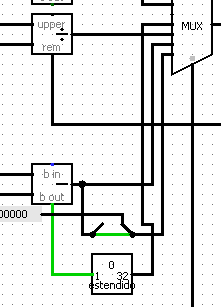 upper
MUX
÷
rem
b in
−
b out
00000
0
1 32
estendido